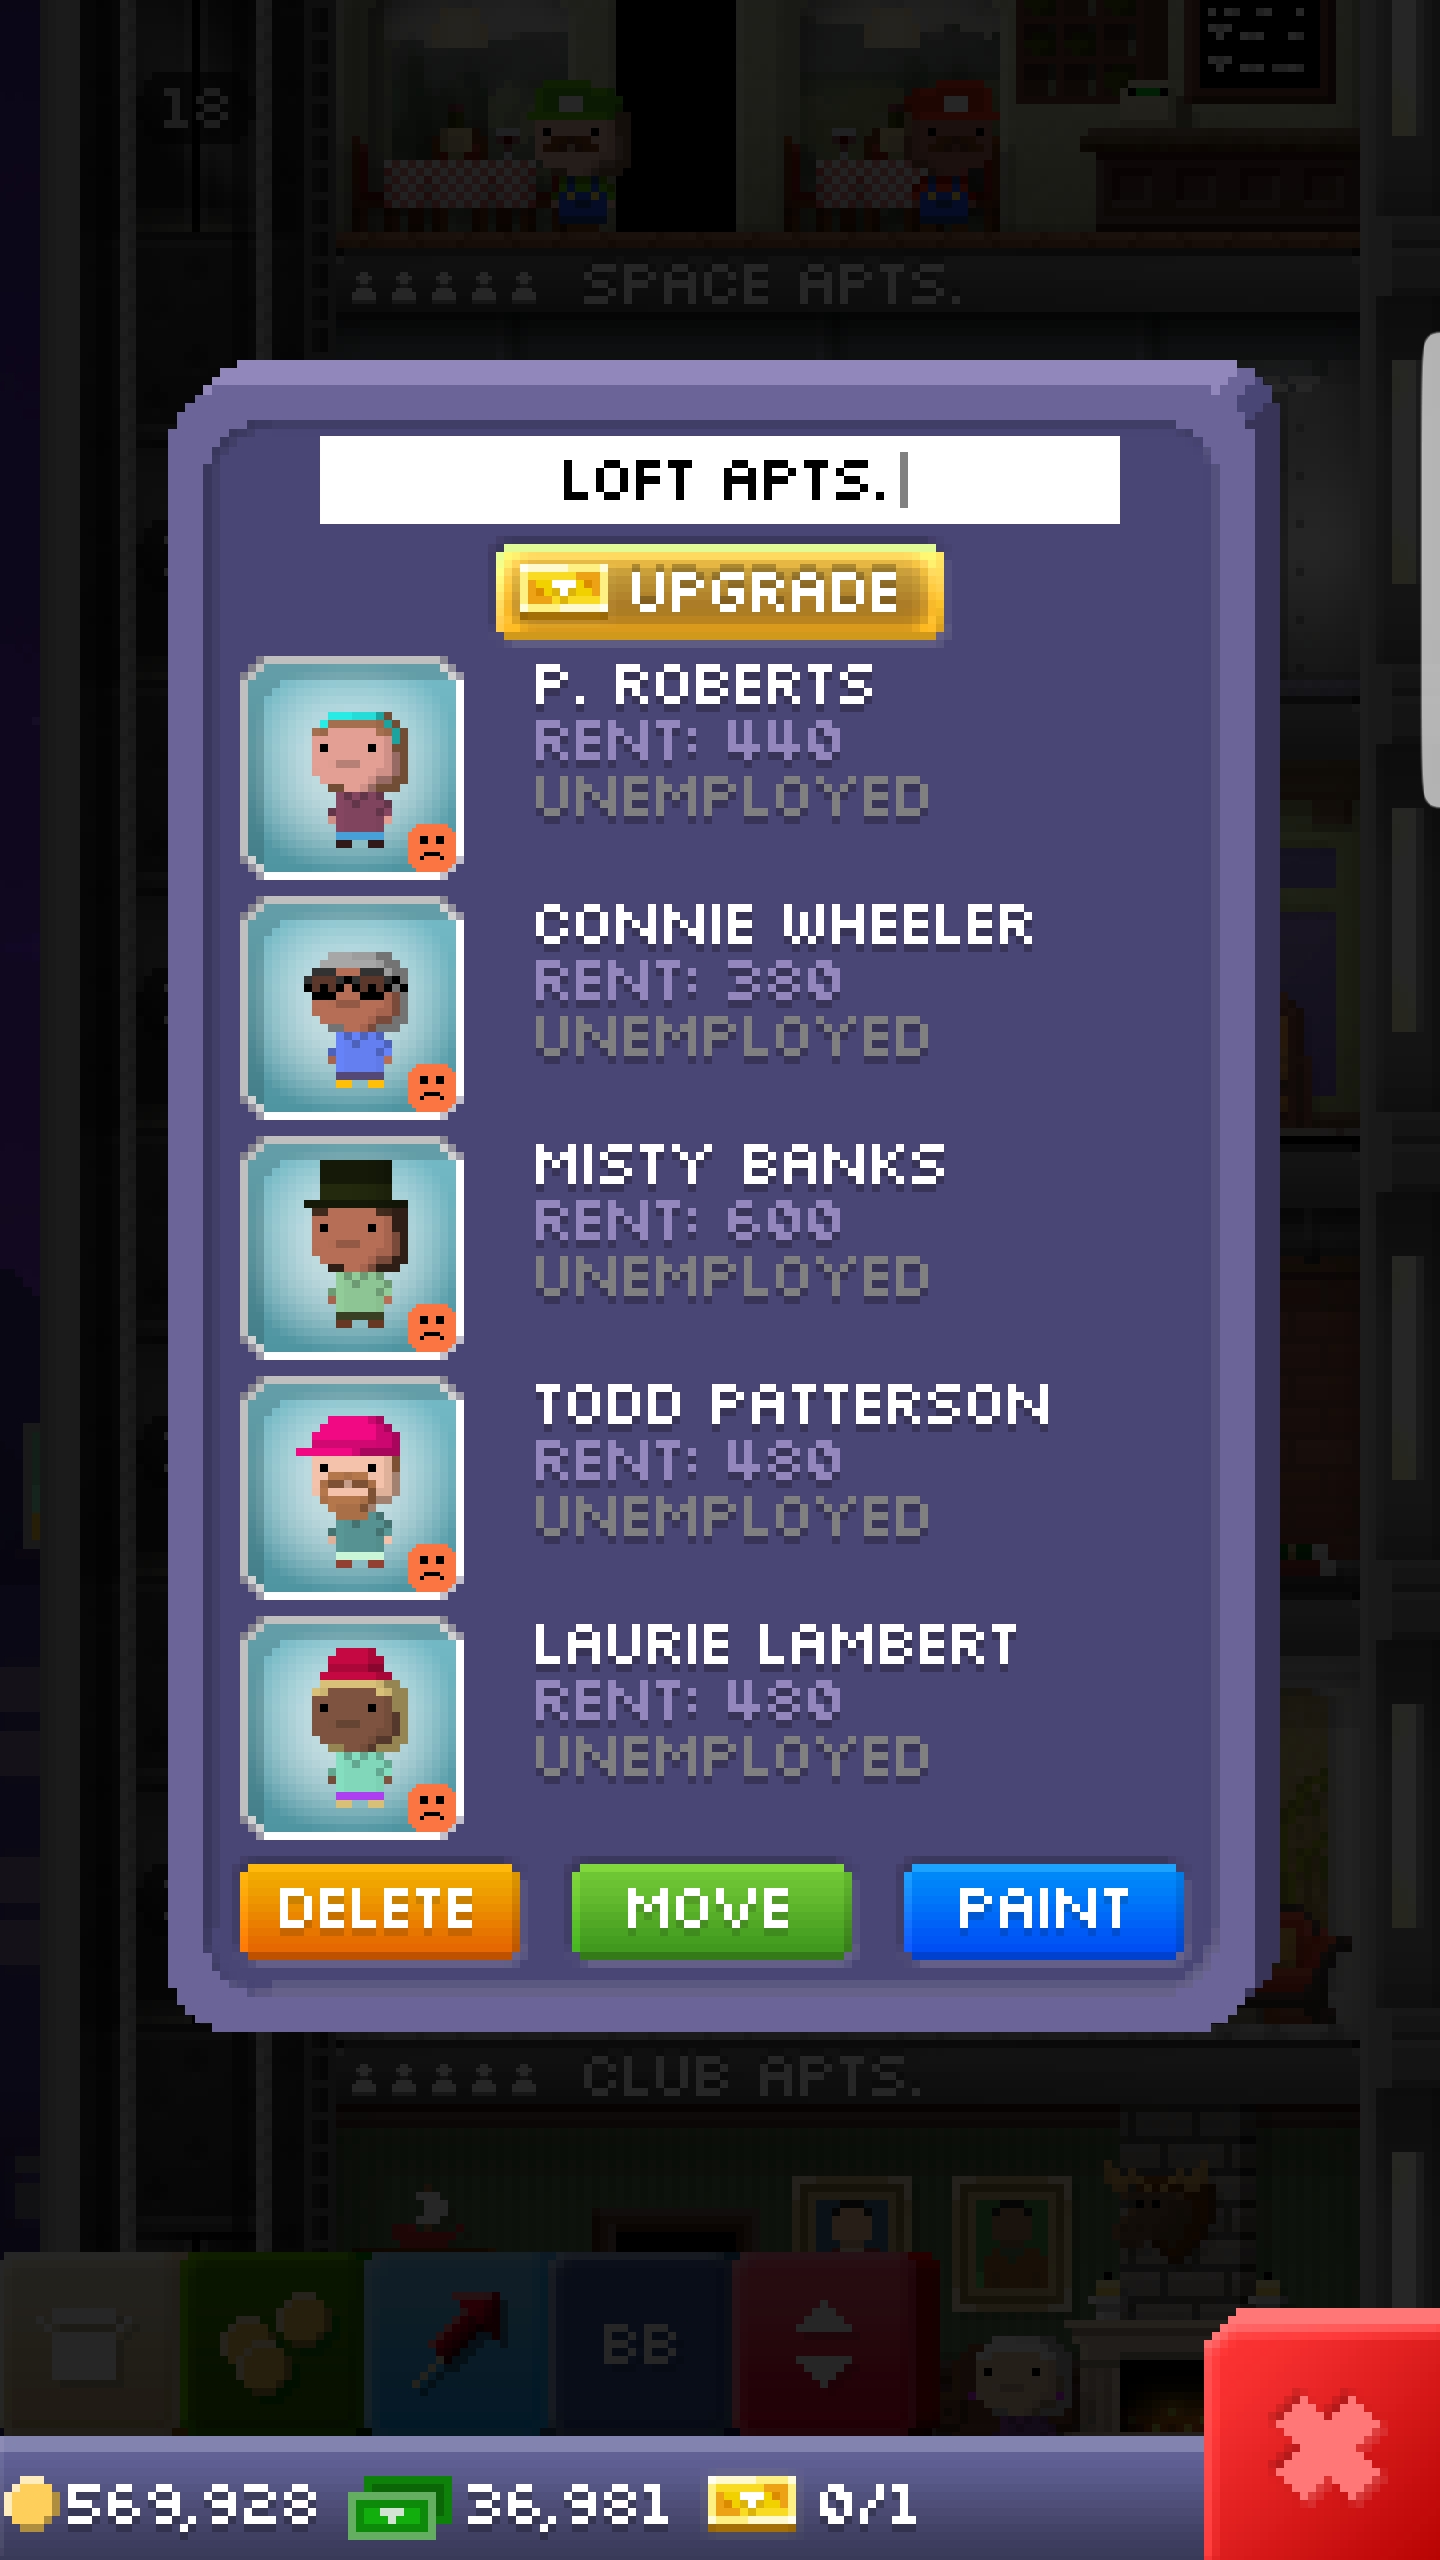 18
SPACE APTS.
LOFT APTS.
UPGRADE
P. ROBERTS
RENT: 440
UNEMPLOYED
CONNIE WHEELER
RENT: 380
UNEMPLOYED
MISTY BANKS
RENT: 600
UNEMPLOYED
TODD PATTERSON
RENT: 480
UNEMPLOYED
LAURIE LAMBERT
RENT: 480
UNEMPLOYED
DELETE MOVE PAINT
CLUB APTS.
BB
569,928 36,981 0/1